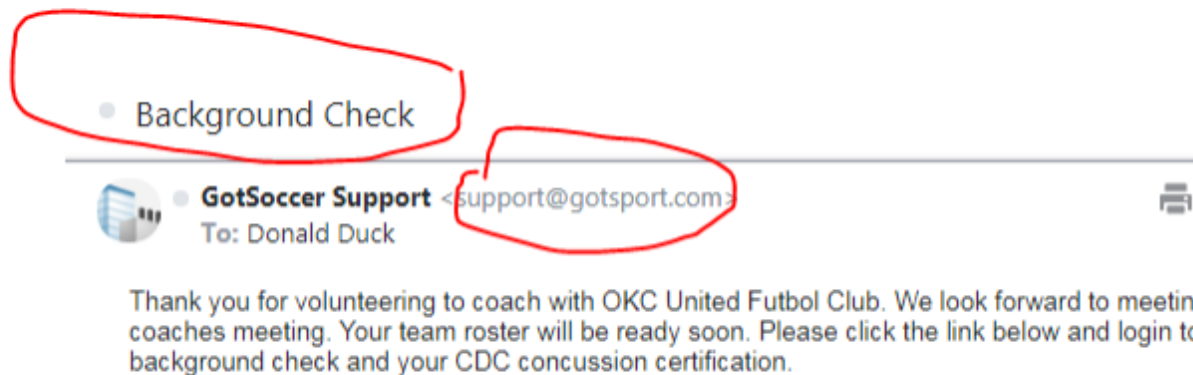 Background Check
GotSoccer Support <support@gotsport.com>
To: Donald Duck
Thank you for volunteering to coach with OKC United Futbol Club. We look forward to meetin
coaches meeting. Your team roster will be ready soon. Please click the link below and login to
background check and your CDC concussion certification.